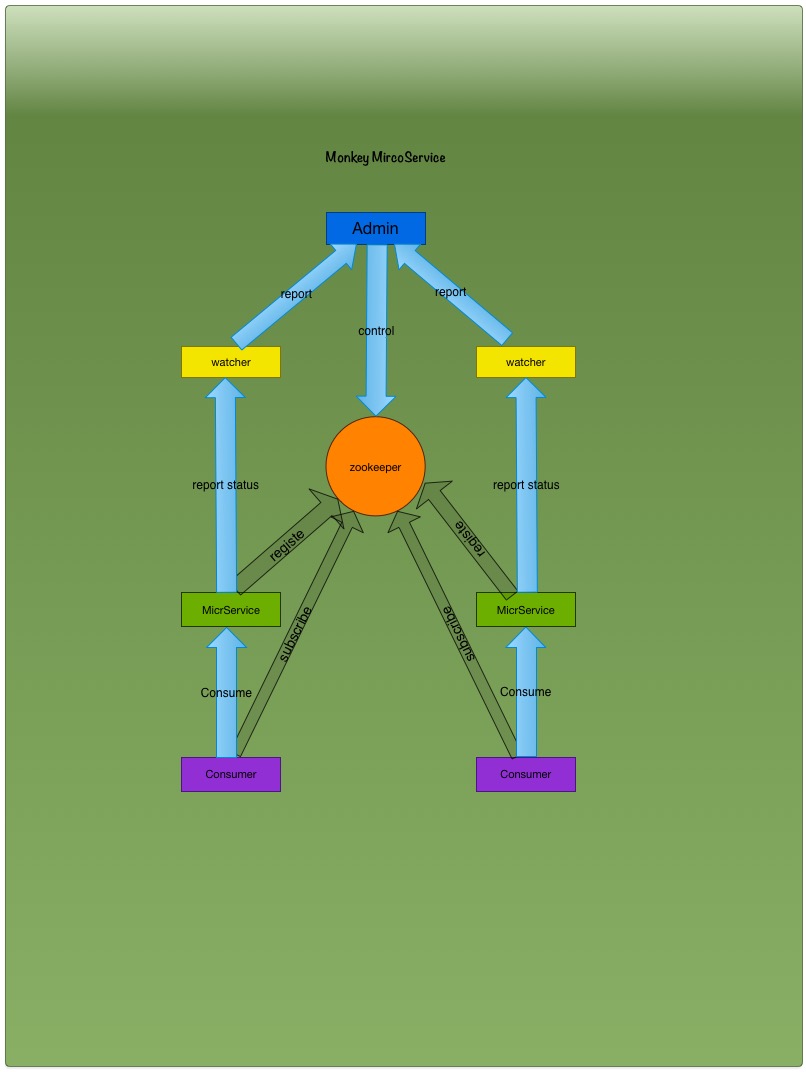 Monkey MircoService
Admin
report
report
control
watcher
watcher
zookeeper
report status
report status
registe
registe
MicrService
MicrService
subscribe
subscribe
Consume
Consume
Consumer
Consumer